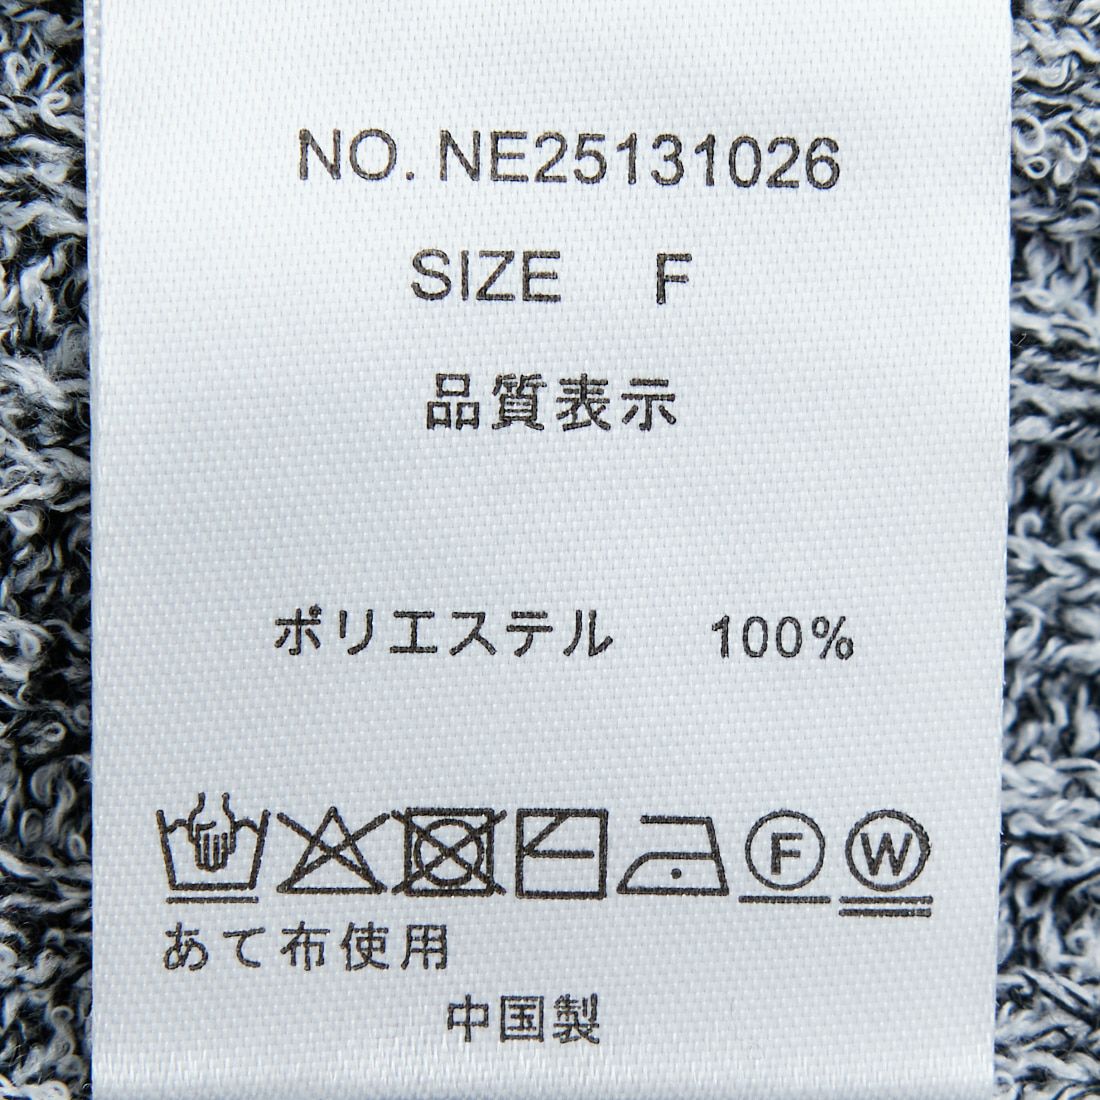 NO. NE25131026
SIZE F
品質表示
ポリエステル 100%
F W
あて布使用
中国製